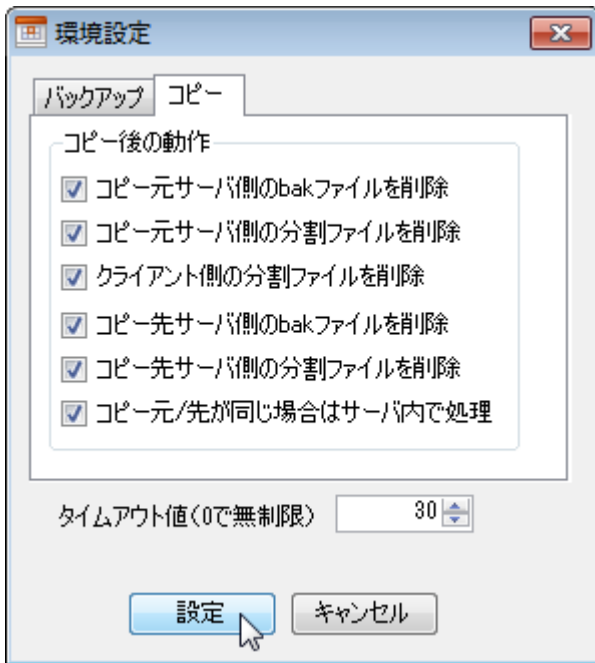 環境設定
バックアップ コピー
コピー後の動作
コピー元サーバ側のbakファイルを削除
コピー元サーバ側の分割ファイルを削除
クライアント側の分割ファイルを削除
コピー先サーバ側のbakファイルを削除
コピー先サーバ側の分割ファイルを削除
コピー元/先が同じ場合はサーバ内で処理
タイムアウト値(0で無制限) 30
設定 キャンセル